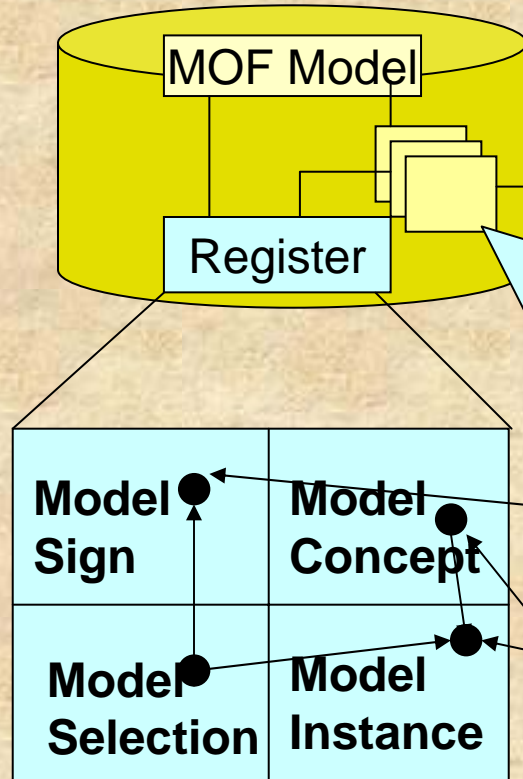 MOF Model
Register
Model
Sign
Model
Concept
Model
Selection
Model
Instance